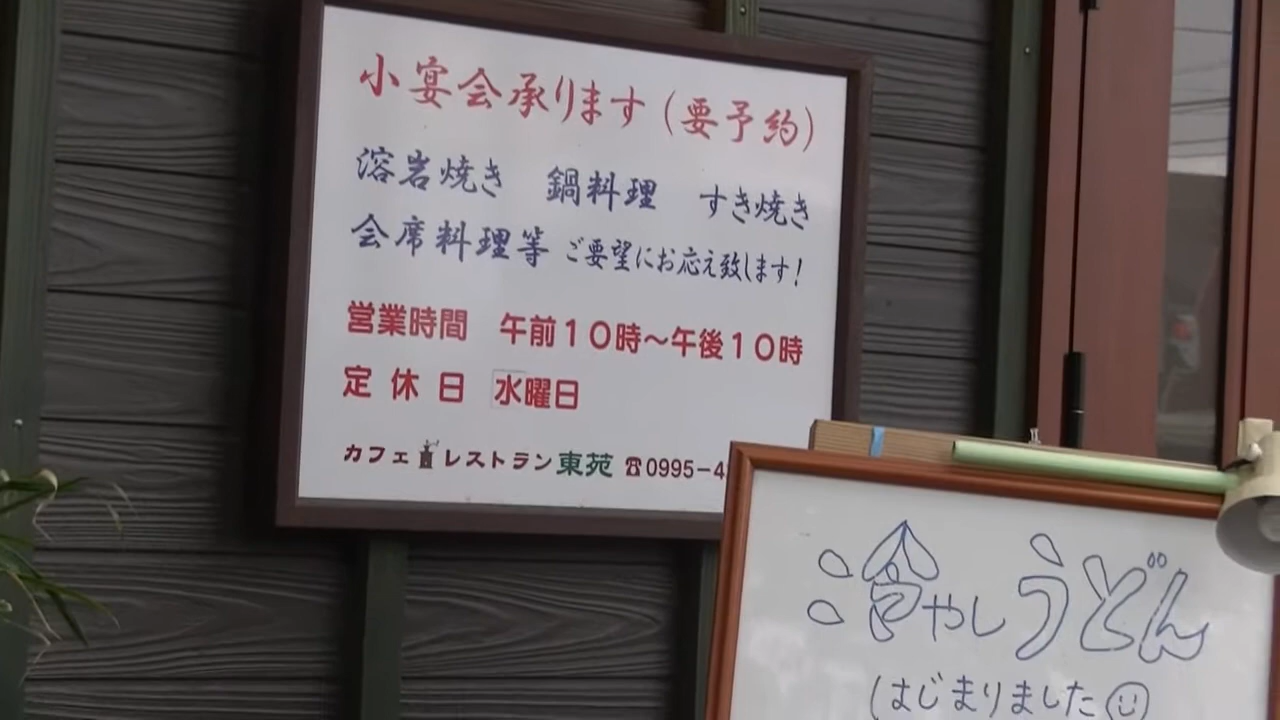 小宴会承ります（要予約）
溶岩焼き 鍋料理 すき焼き
会席料理等 ご要望にお応え致します！
営業時間 午前１０時～午後１０時
定休日 水曜日
カフェ レストラン東苑 ☎0995-4
冷やしうどん
(はじまりました☺